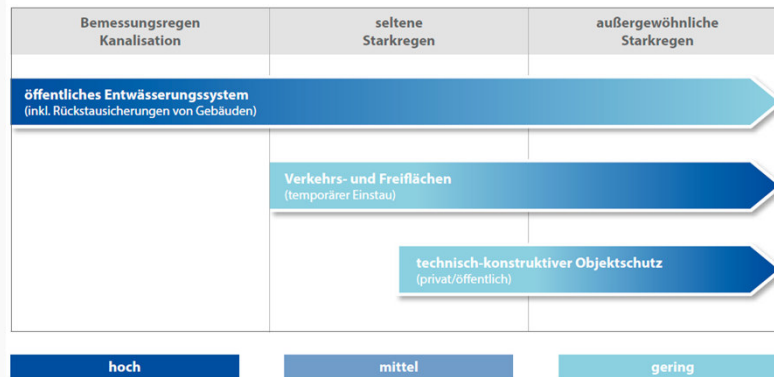 Bemessungsregen
Kanalisation
seltene
Starkregen
außergewöhnliche
Starkregen
öffentliches Entwässerungssystem
(inkl. Rückstausicherungen von Gebäuden)
Verkehrs- und Freiflächen
(temporärer Einstau)
technisch-konstruktiver Objektschutz
(privat/öffentlich)
hoch
mittel
gering